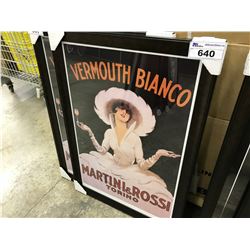 640
VERMOUTH BIANCO
MARTINI & ROSSI
TORINO